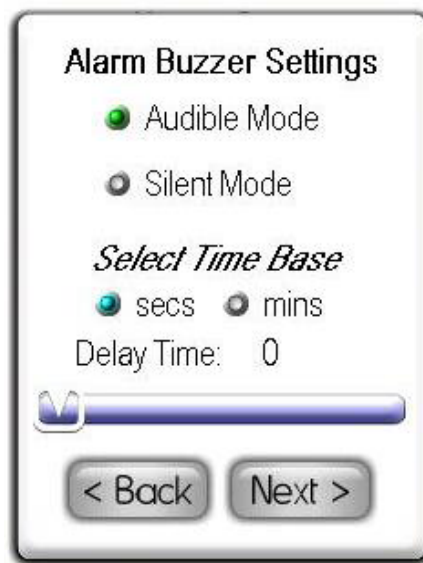 Alarm Buzzer Settings
Audible Mode
Silent Mode
Select Time Base
secs mins
Delay Time: 0
< Back Next >